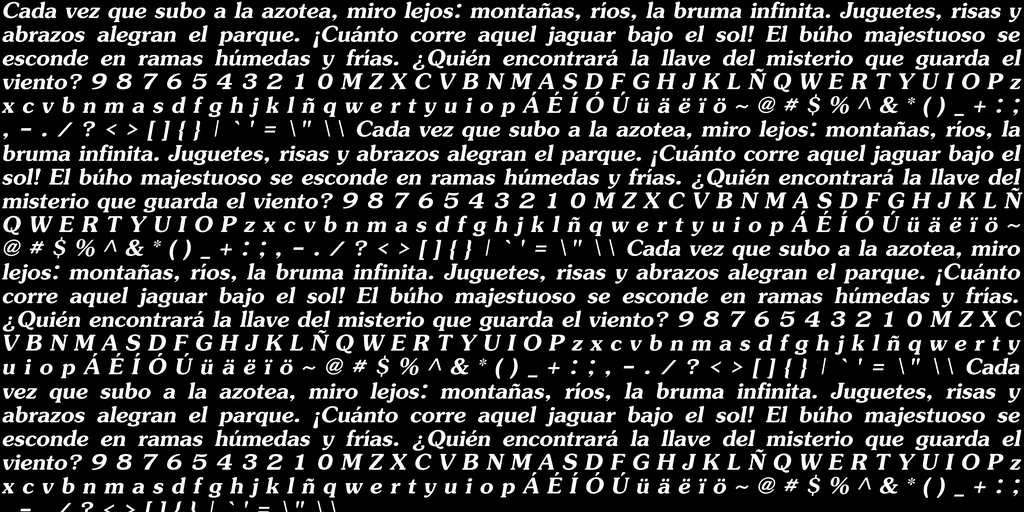 Cada vez que subo a la azotea, miro lejos: montañas, ríos, la bruma infinita. Juguetes, risas y
abrazos alegran el parque. ¡Cuánto corre aquel jaguar bajo el sol! El búho majestuoso se
esconde en ramas húmedas y frías. ¿Quién encontrará la llave del misterio que guarda el
viento? 9 8 7 6 5 4 3 2 1 0 M Z X C V B N M A S D F G H J K L Ñ Q W E R T Y U I O P z
x c v b n m a s d f g h j k l ñ q w e r t y u i o p Á É Í Ó Ú ü ä ë ï ö ~ @ # $ % ^ & * ( ) _ + : ;
, - . / ? < > [ ] { } | ` ' = \" \\ Cada vez que subo a la azotea, miro lejos: montañas, ríos, la
bruma infinita. Juguetes, risas y abrazos alegran el parque. ¡Cuánto corre aquel jaguar bajo el
sol! El búho majestuoso se esconde en ramas húmedas y frías. ¿Quién encontrará la llave del
misterio que guarda el viento? 9 8 7 6 5 4 3 2 1 0 M Z X C V B N M A S D F G H J K L Ñ
Q W E R T Y U I O P z x c v b n m a s d f g h j k l ñ q w e r t y u i o p Á É Í Ó Ú ü ä ë ï ö ~
@ # $ % ^ & * ( ) _ + : ; , - . / ? < > [ ] { } | ` ' = \" \\ Cada vez que subo a la azotea, miro
lejos: montañas, ríos, la bruma infinita. Juguetes, risas y abrazos alegran el parque. ¡Cuánto
corre aquel jaguar bajo el sol! El búho majestuoso se esconde en ramas húmedas y frías.
¿Quién encontrará la llave del misterio que guarda el viento? 9 8 7 6 5 4 3 2 1 0 M Z X C
V B N M A S D F G H J K L Ñ Q W E R T Y U I O P z x c v b n m a s d f g h j k l ñ q w e r t y
u i o p Á É Í Ó Ú ü ä ë ï ö ~ @ # $ % ^ & * ( ) _ + : ; , - . / ? < > [ ] { } | ` ' = \" \\ Cada
vez que subo a la azotea, miro lejos: montañas, ríos, la bruma infinita. Juguetes, risas y
abrazos alegran el parque. ¡Cuánto corre aquel jaguar bajo el sol! El búho majestuoso se
esconde en ramas húmedas y frías. ¿Quién encontrará la llave del misterio que guarda el
viento? 9 8 7 6 5 4 3 2 1 0 M Z X C V B N M A S D F G H J K L Ñ Q W E R T Y U I O P z
x c v b n m a s d f g h j k l ñ q w e r t y u i o p Á É Í Ó Ú ü ä ë ï ö ~ @ # $ % ^ & * ( ) _ + : ;
, - . / ? < > [ ] { } | ` ' = \" \\